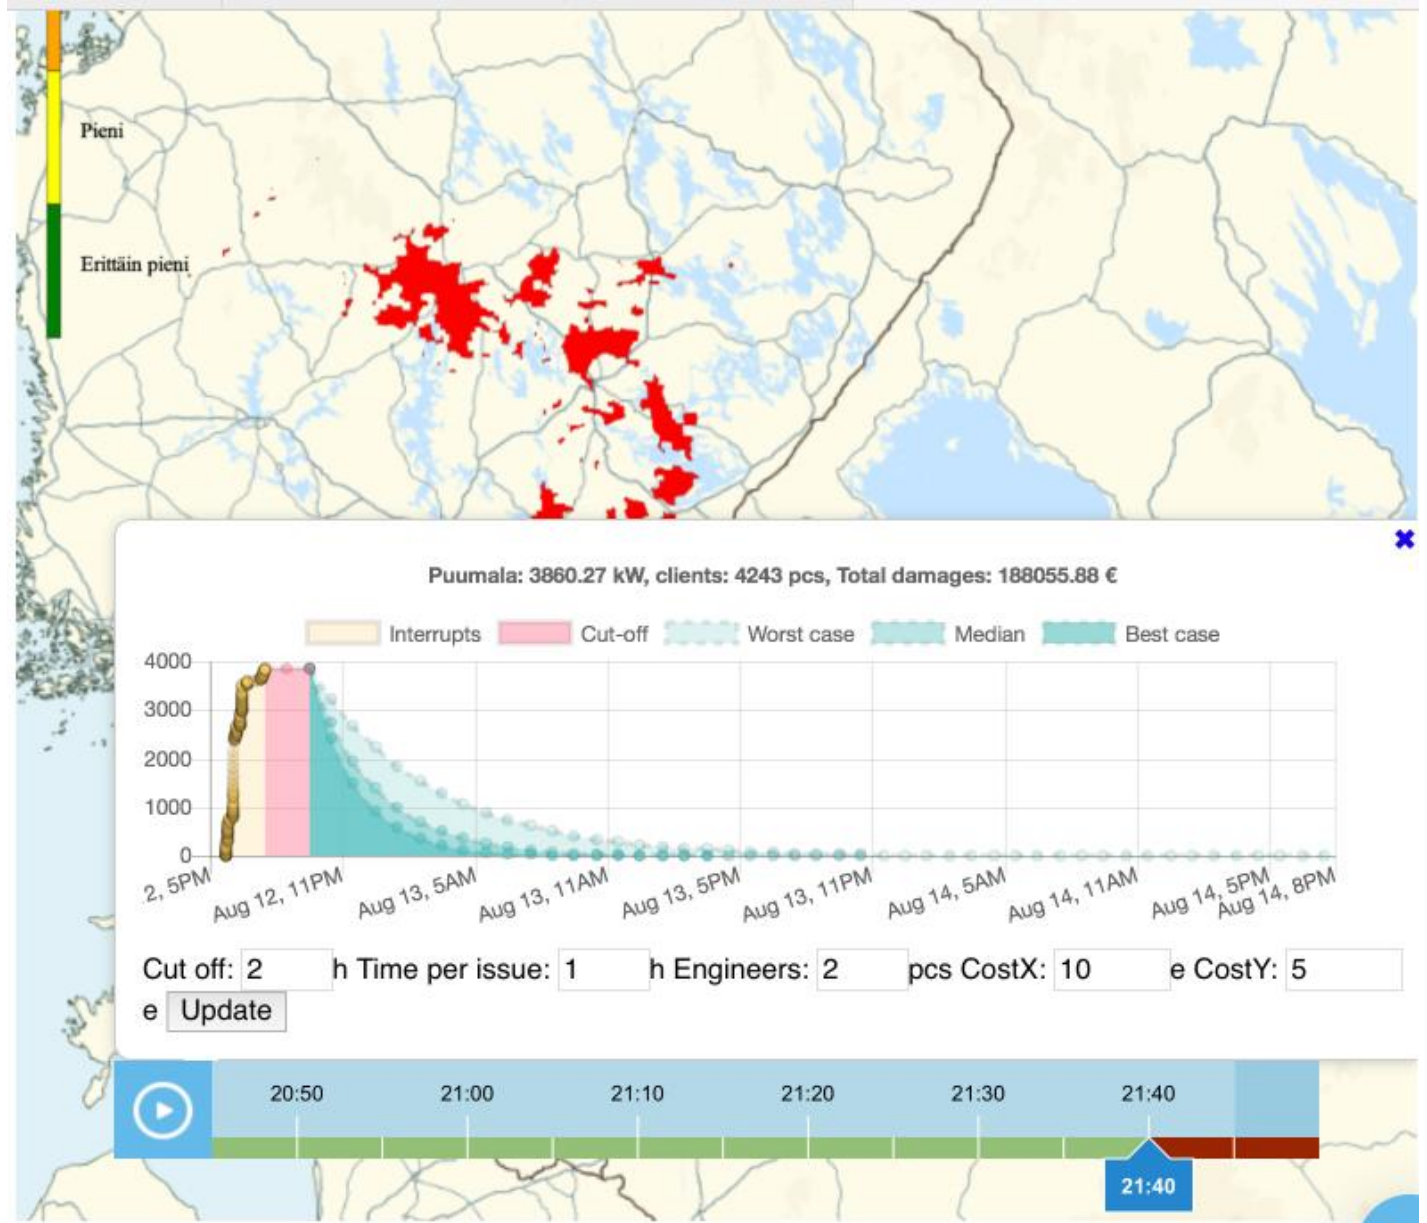 Pieni
Erittäin pieni
Puumala: 3860.27 kW, clients: 4243 pcs, Total damages: 188055.88 €
Interrupts Cut-off Worst case Median Best case
4000
3000
2000
1000
0
2, 5PM Aug 12, 11PM Aug 13, 5AM Aug 13, 11AM Aug 13, 5PM Aug 13, 11PM Aug 14, 5AM Aug 14, 11AM Aug 14, 5PM Aug 14, 8PM
Cut off: 2 h Time per issue: 1 h Engineers: 2 pcs CostX: 10 e CostY: 5
e Update
20:50 21:00 21:10 21:20 21:30 21:40
21:40